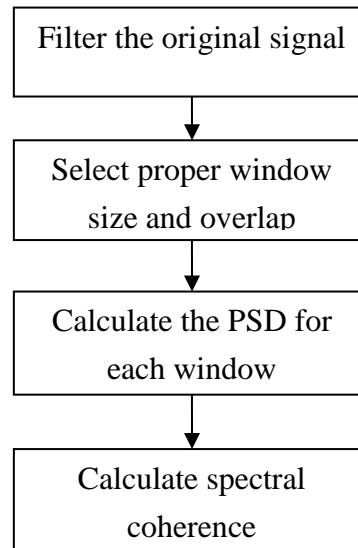 Filter the original signal
Select proper window
size and overlap
Calculate the PSD for
each window
Calculate spectral
coherence